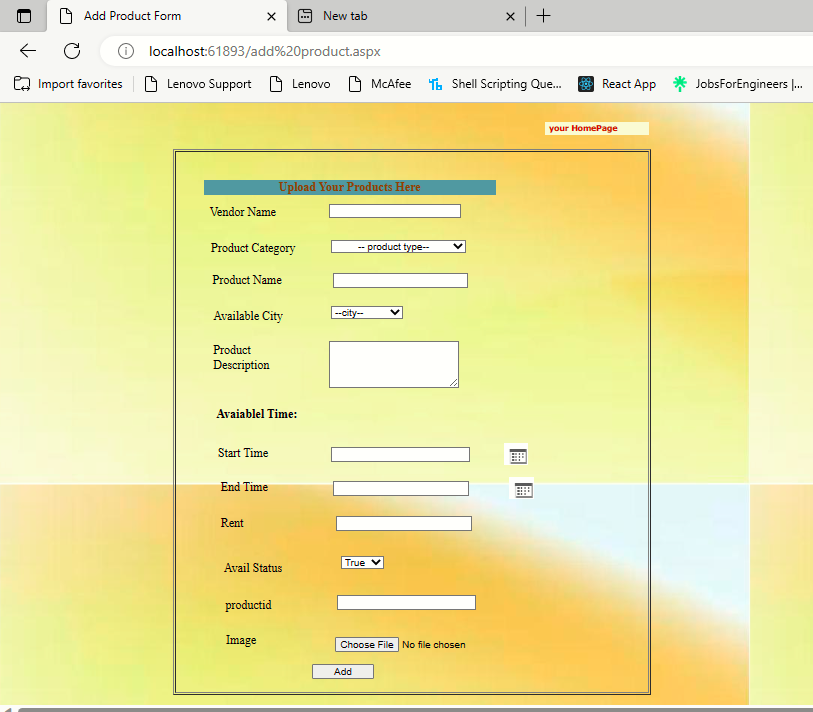 Add Product Form
New tab
localhost:61893/add%20product.aspx
Import favorites
Lenovo Support
Lenovo
McAfee
Shell Scripting Que...
React App
JobsForEngineers |...
your HomePage
Upload Your Products Here
Vendor Name
Product Category
-- product type--
Product Name
Available City
--city--
Product
Description
Avaiablel Time:
Start Time
End Time
Rent
Avail Status
True
productid
Image
Choose File No file chosen
Add